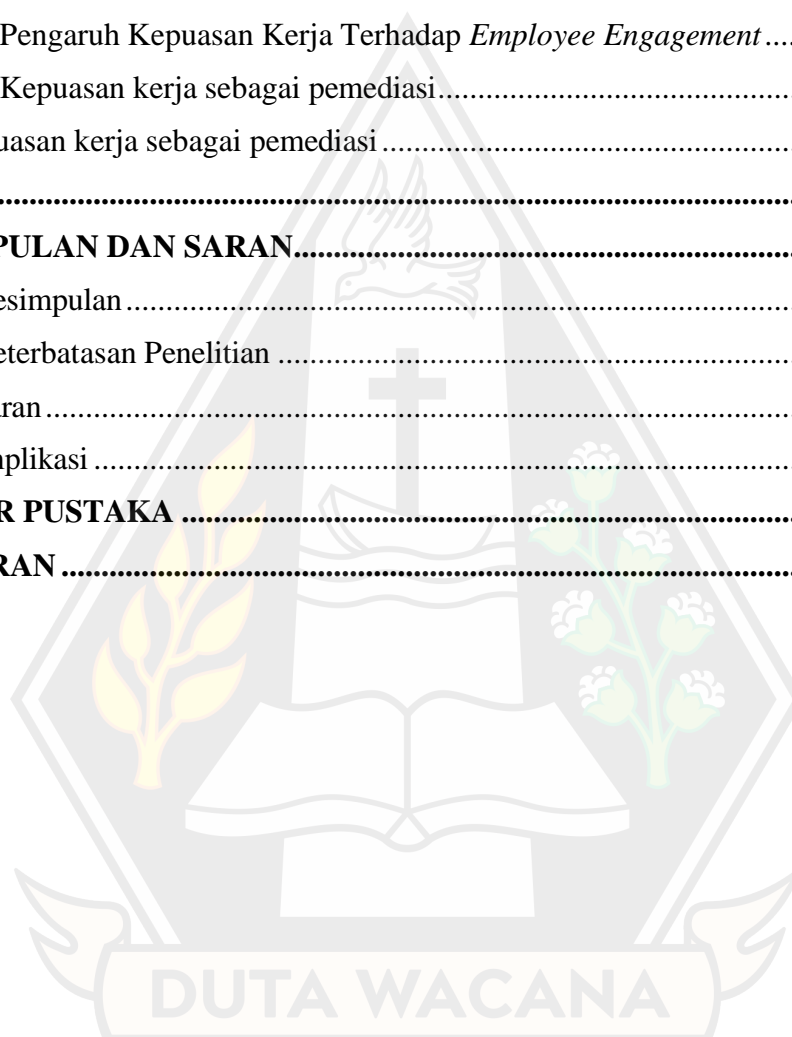 Pengaruh Kepuasan Kerja Terhadap Employee Engagement....
Kepuasan kerja sebagai pemediasi........................................................
uasan kerja sebagai pemediasi................................................................
....................................................................................................................
PULAN DAN SARAN......................................................................
esimpulan.....................................................................................................
eterbatasan Penelitian ................................................................................
ran................................................................................................................
nplikasi .........................................................................................................
R PUSTAKA ....................................................................................
RAN.......................................................................................................
DUTA WACANA